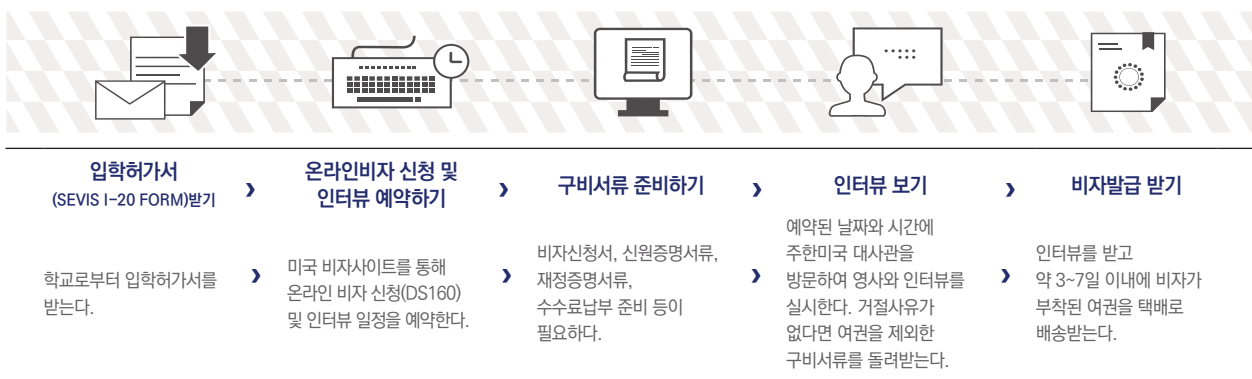 입학허가서
(SEVIS I-20 FORM)받기
›
온라인비자 신청 및
인터뷰 예약하기
›
구비서류 준비하기
›
인터뷰 보기
›
비자발급 받기
학교로부터 입학허가서를
받는다.
›
미국 비자사이트를 통해
온라인 비자 신청(DS160)
및 인터뷰 일정을 예약한다.
›
비자신청서, 신원증명서류,
재정증명서류,
수수료납부 준비 등이
필요하다.
›
예약된 날짜와 시간에
주한미국 대사관을
방문하여 영사와 인터뷰를
실시한다. 거절사유가
없다면 여권을 제외한
구비서류를 돌려받는다.
›
인터뷰를 받고
약 3~7일 이내에 비자가
부착된 여권을 택배로
배송받는다.